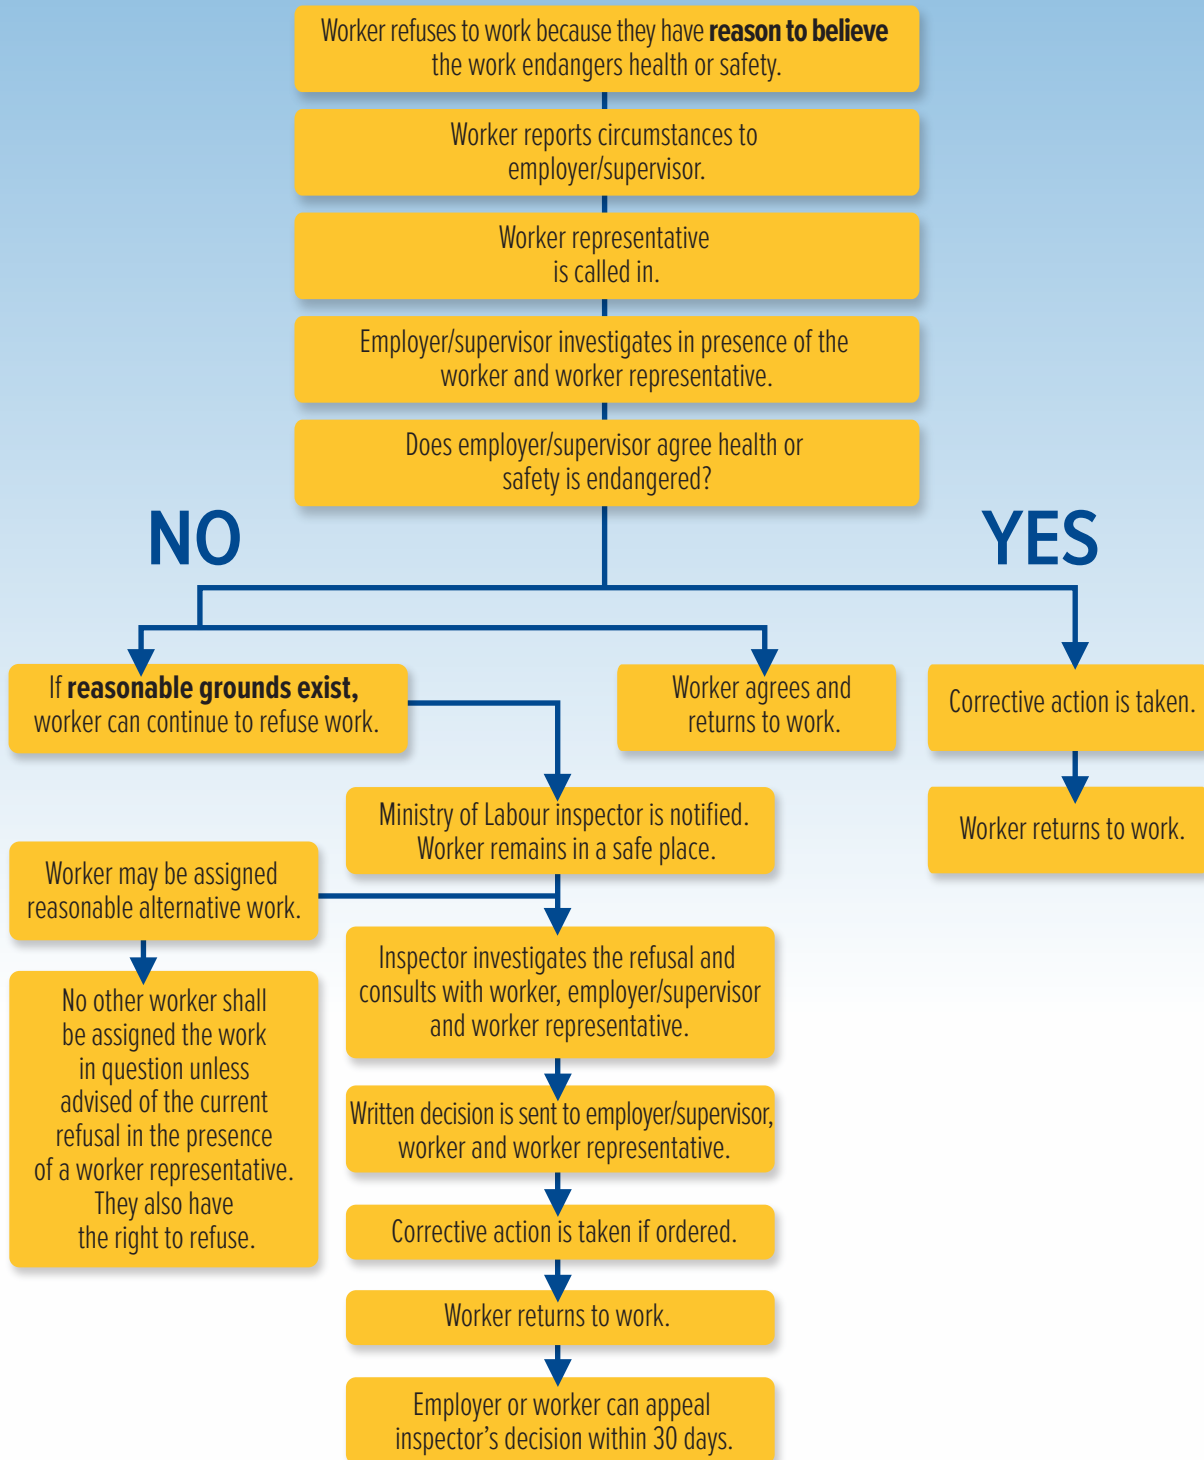 Worker refuses to work because they have reason to believe
the work endangers health or safety.
Worker reports circumstances to
employer/supervisor.
Worker representative
is called in.
Employer/supervisor investigates in presence of the
worker and worker representative.
Does employer/supervisor agree health or
safety is endangered?
NO
YES
If reasonable grounds exist,
worker can continue to refuse work.
Worker agrees and
returns to work.
Corrective action is taken.
Worker returns to work.
Ministry of Labour inspector is notified.
Worker remains in a safe place.
Worker may be assigned
reasonable alternative work.
No other worker shall
be assigned the work
in question unless
advised of the current
refusal in the presence
of a worker representative.
They also have
the right to refuse.
Inspector investigates the refusal and
consults with worker, employer/supervisor
and worker representative.
Written decision is sent to employer/supervisor,
worker and worker representative.
Corrective action is taken if ordered.
Worker returns to work.
Employer or worker can appeal
inspector’s decision within 30 days.